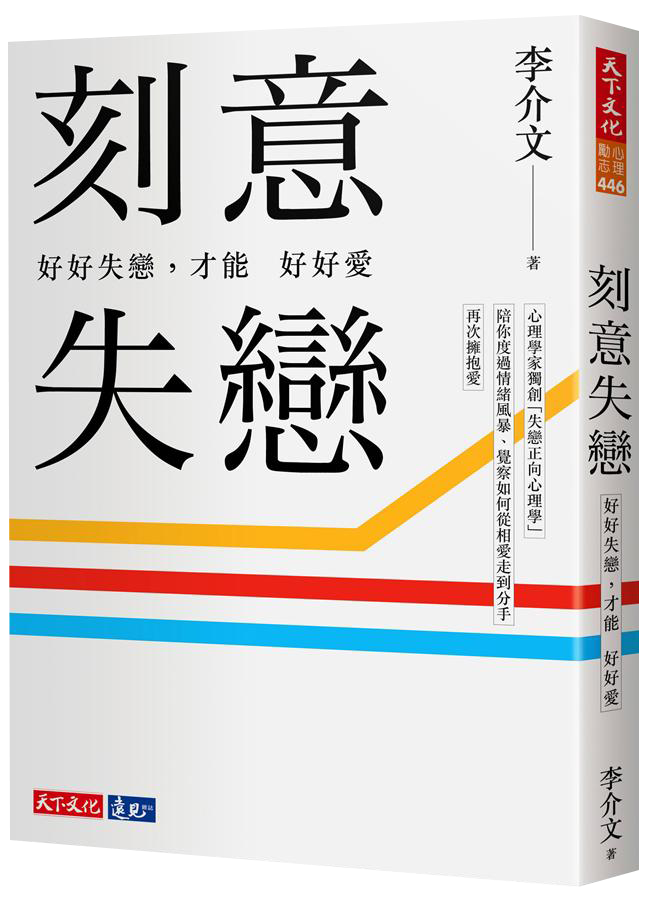 刻意
好好失戀，才能　好好愛
失戀
李介文——著
心理學家獨創「失戀正向心理學」
陪你度過情緒風暴、覺察如何從相愛走到分手
再次擁抱愛
天下文化
遠見雜誌
天下文化
心理
勵志
446
刻意失戀
好好失戀，才能　好好愛
李介文 著